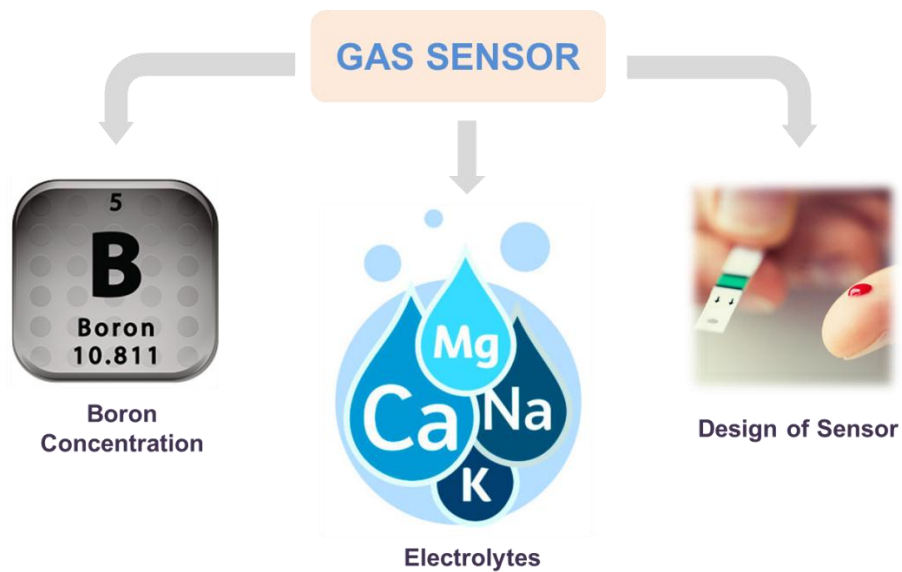 GAS SENSOR
5
B
Boron
10.811
Boron
Concentration
Mg
Ca
Na
K
Electrolytes
Design of Sensor